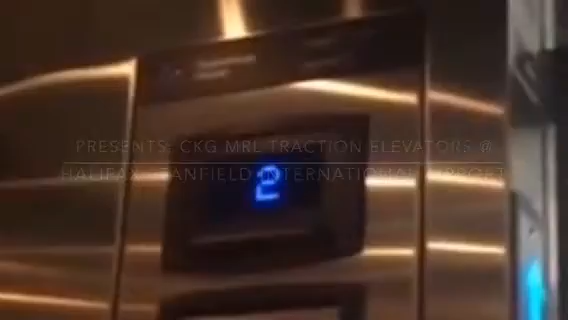 PRESENTS: CKG MRL TRACTION ELEVATORS @
HALIFAX STANFIELD INTERNATIONAL AIRPORT
2